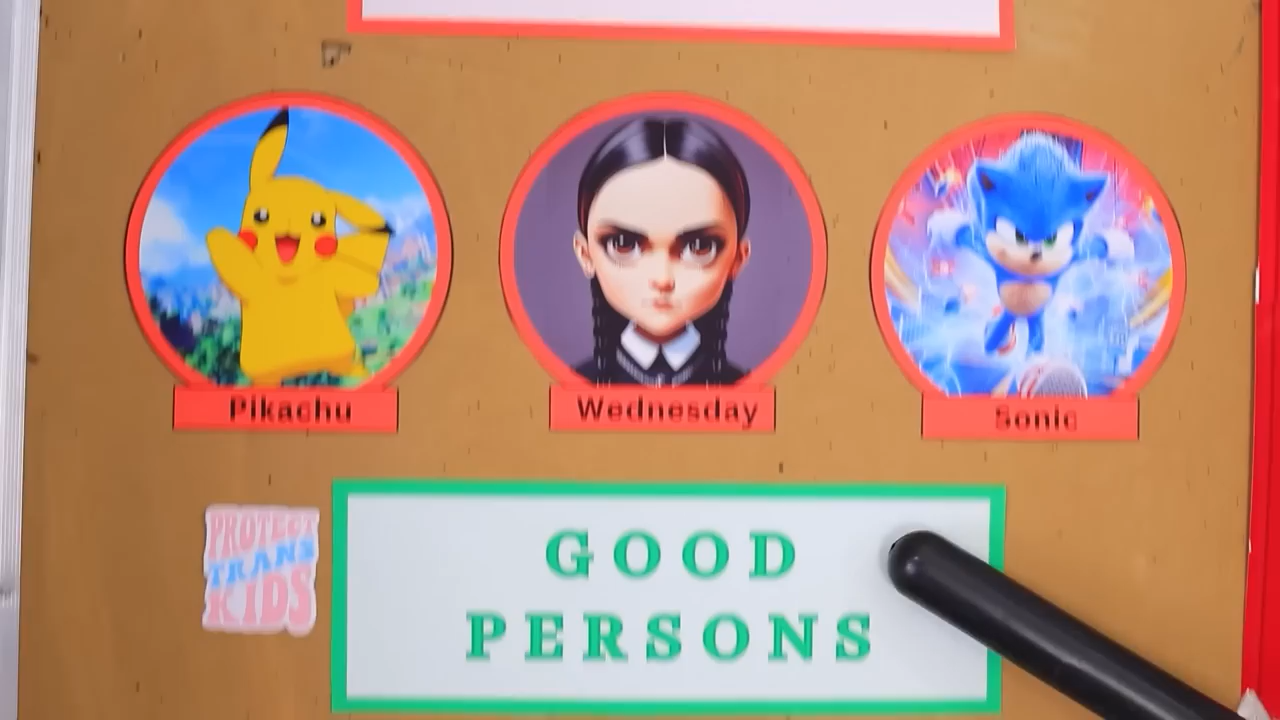 Pikachu
Wednesday
Sonic
PROTECT
TRANS
KIDS
GOOD
PERSONS